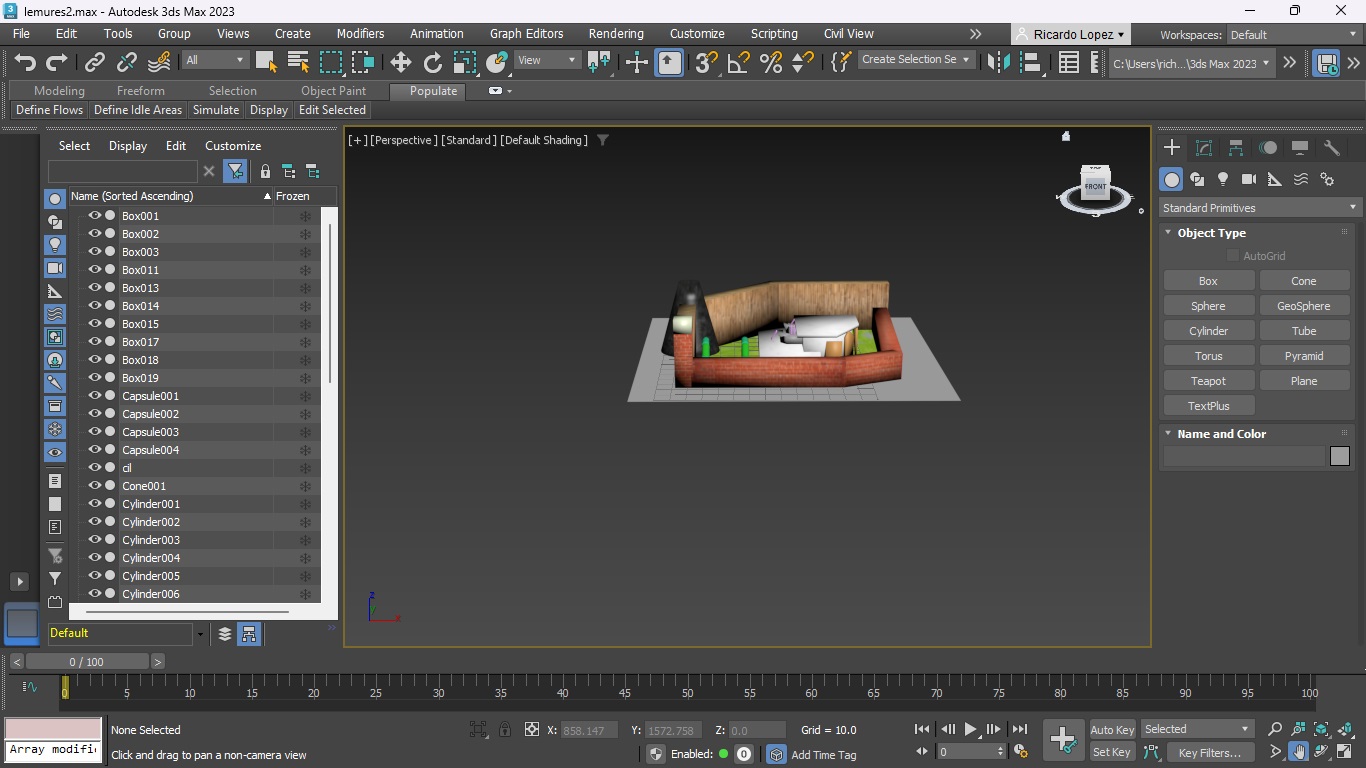 lemures2.max - Autodesk 3ds Max 2023
File Edit Tools Group Views Create Modifiers Animation Graph Editors Rendering Customize Scripting Civil View
Ricardo Lopez
Workspaces: Default
All
View
Create Selection Se
C:\Users\rich...\3ds Max 2023
Modeling Freeform Selection Object Paint Populate
Define Flows Define Idle Areas Simulate Display Edit Selected
Select Display Edit Customize
Name (Sorted Ascending) Frozen
Box001
Box002
Box003
Box011
Box013
Box014
Box015
Box017
Box018
Box019
Capsule001
Capsule002
Capsule003
Capsule004
cil
Cone001
Cylinder001
Cylinder002
Cylinder003
Cylinder004
Cylinder005
Cylinder006
Default
[+] [Perspective] [Standard] [Default Shading]
TOP
FRONT
S
z
x
Standard Primitives
Object Type
AutoGrid
Box Cone
Sphere GeoSphere
Cylinder Tube
Torus Pyramid
Teapot Plane
TextPlus
Name and Color
< 0 / 100 >
0 5 10 15 20 25 30 35 40 45 50 55 60 65 70 75 80 85 90 95 100
None Selected
X: 858.147 Y: 1572.758 Z: 0.0 Grid = 10.0
Auto Key Selected
Array modifi
Click and drag to pan a non-camera view
Enabled: 0 Add Time Tag
0
Set Key Key Filters...